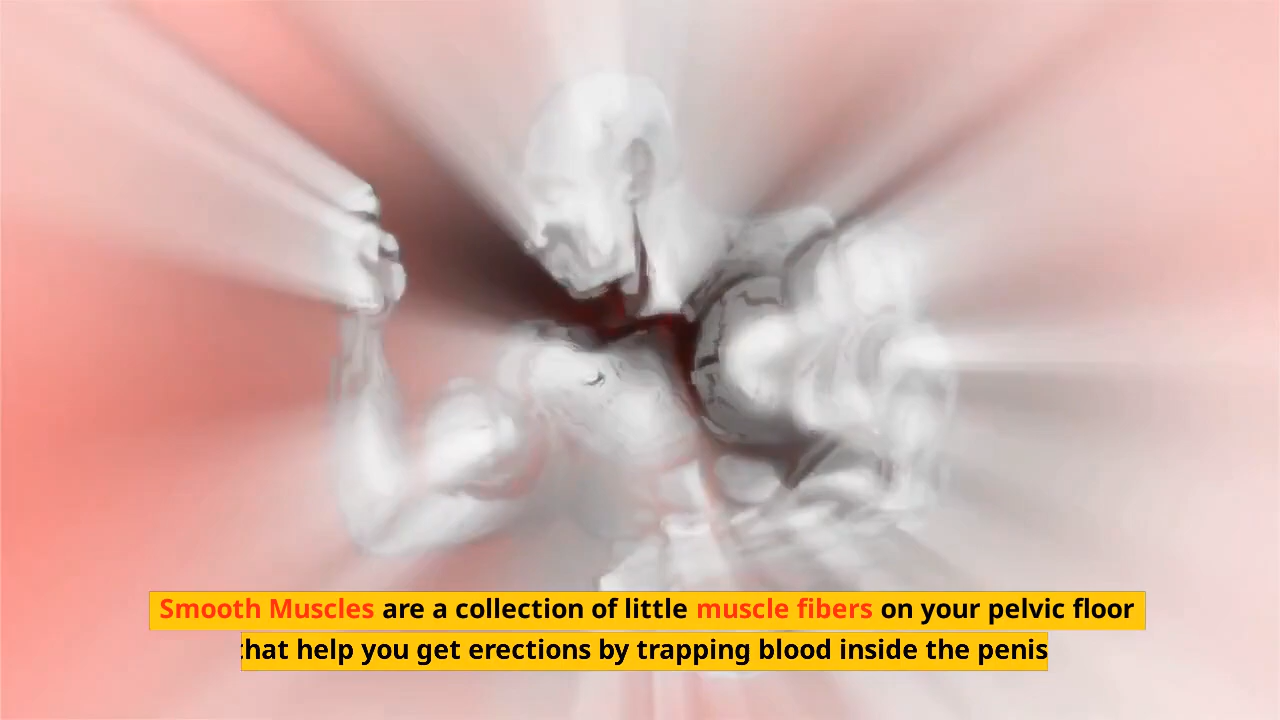 Smooth Muscles are a collection of little muscle fibers on your pelvic floor
that help you get erections by trapping blood inside the penis